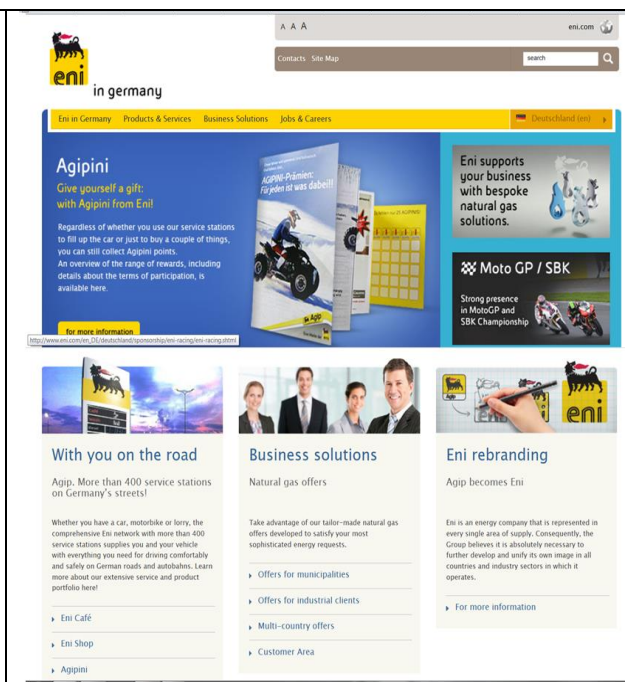 A A A
eni.com
eni
in germany
Contacts Site Map
search
Eni in Germany Products & Services Business Solutions Jobs & Careers
Deutschland (en)
Agipini
Give yourself a gift:
with Agipini from Eni!
Regardless of whether you use our service stations
to fill up the car or just to buy a couple of things,
you can still collect Agipini points.
An overview of the range of rewards, including
details about the terms of participation, is
available here.
for more information
AGIPINI-Prämien:
Für jeden ist was dabei!!
Agip
Eni supports
your business
with bespoke
natural gas
solutions.
Moto GP / SBK
Strong presence
in MotoGP and
SBK Championship
http://www.eni.com/en_DE/deutschland/sponsorship/eni-racing/eni-racing.shtml
With you on the road
Agip. More than 400 service stations
on Germany's streets!
Whether you have a car, motorbike or lorry, the
comprehensive Eni network with more than 400
service stations supplies you and your vehicle
with everything you need for driving comfortably
and safely on German roads and autobahns. Learn
more about our extensive service and product
portfolio here!
Eni Café
Eni Shop
Agipini
Business solutions
Natural gas offers
Take advantage of our tailor-made natural gas
offers developed to satisfy your most
sophisticated energy requests.
Offers for municipalities
Offers for industrial clients
Multi-country offers
Customer Area
Agip
eni
Eni rebranding
Agip becomes Eni
Eni is an energy company that is represented in
every single area of supply. Consequently, the
Group believes it is absolutely necessary to
further develop and unify its own image in all
countries and industry sectors in which it
operates.
For more information